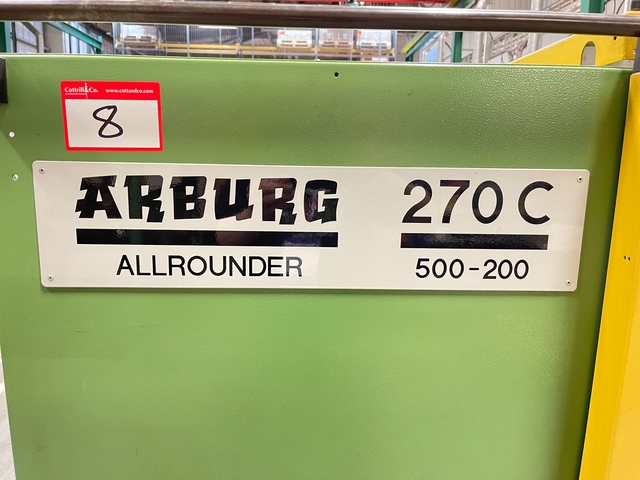 Cottrill&Co. www.cottandco.com
8
ARBURG 270 C
ALLROUNDER 500-200